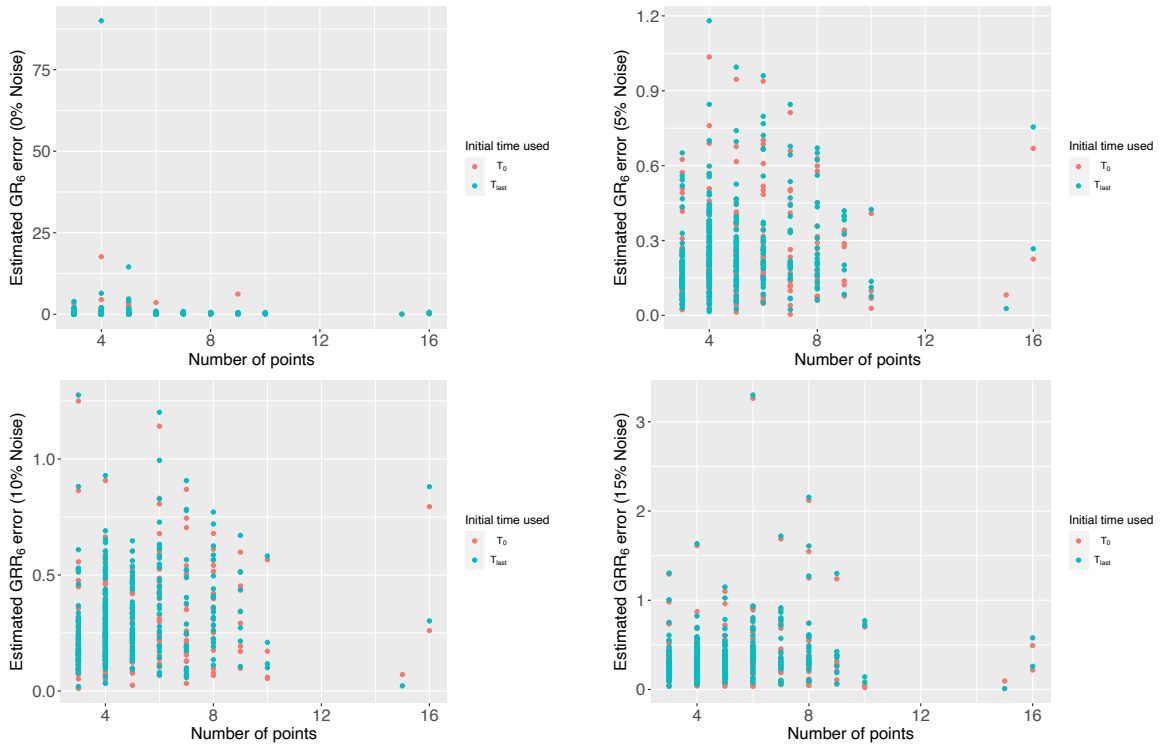 Estimated GR6 error (0% Noise)
75
50
25
0
4
8
12
16
Number of points
Initial time used
T0
Tlast
Estimated GR6 error (5% Noise)
1.2
0.9
0.6
0.3
0.0
4
8
12
16
Number of points
Initial time used
T0
Tlast
Estimated GRR6 error (10% Noise)
1.0
0.5
0.0
4
8
12
16
Number of points
Initial time used
T0
Tlast
Estimated GRR6 error (15% Noise)
3
2
1
0
4
8
12
16
Number of points
Initial time used
T0
Tlast